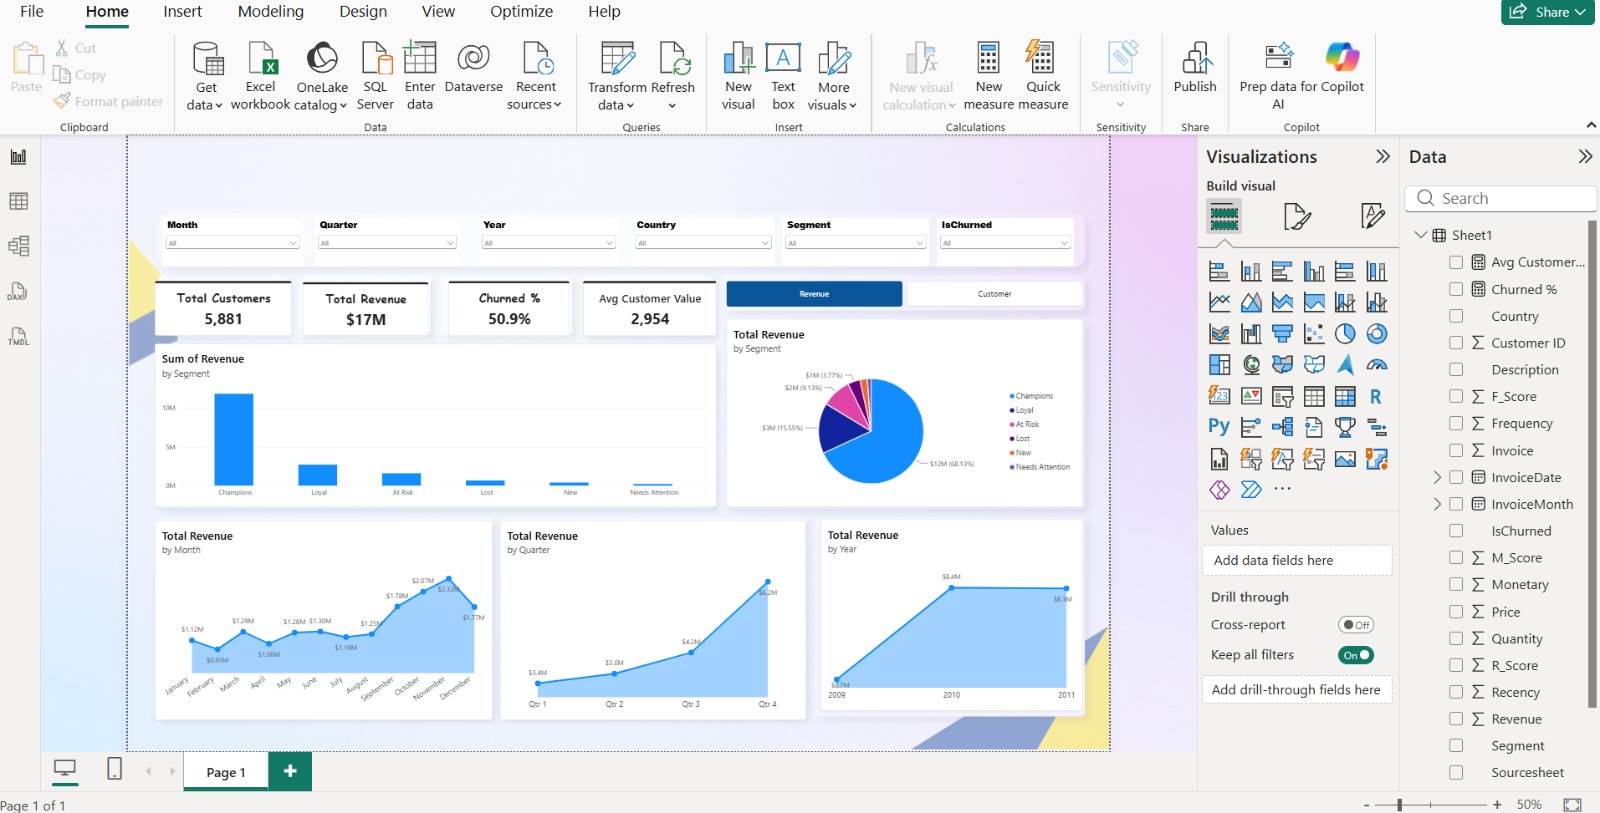 File Home Insert Modeling Design View Optimize Help Share
Paste
Cut
Copy
Format painter
Clipboard
Get data
Excel workbook
OneLake catalog
SQL Server
Enter data
Dataverse
Recent sources
Data
Transform data
Refresh
Queries
New visual
Text box
More visuals
Insert
New visual calculation
New measure
Quick measure
Calculations
Sensitivity
Sensitivity
Publish
Share
Prep data for AI
Copilot
Copilot
DAX
TMDL
Month
All
Quarter
All
Year
All
Country
All
Segment
All
IsChurned
All
Total Customers
5,881
Total Revenue
$17M
Churned %
50.9%
Avg Customer Value
2,954
Revenue
Customer
Sum of Revenue
by Segment
10M
5M
0M
Champions Loyal At Risk Lost New Needs Attention
Total Revenue
by Segment
$1M (3.77%)
$2M (9.13%)
$3M (15.55%)
$12M (68.13%)
Champions
Loyal
At Risk
Lost
New
Needs Attention
Total Revenue
by Month
$1.12M $0.95M $1.29M $1.06M $1.28M $1.30M $1.19M $1.25M $1.78M $2.07M $2.32M $1.77M
January February March April May June July August September October November December
Total Revenue
by Quarter
$3.4M $3.6M $4.2M $6.2M
Qtr 1 Qtr 2 Qtr 3 Qtr 4
Total Revenue
by Year
$8.4M $8.3M
2009 2010 2011
Page 1
Page 1 of 1
50%
Visualizations
Build visual
123
R
Py
Values
Add data fields here
Drill through
Cross-report Off
Keep all filters On
Add drill-through fields here
Data
Search
Sheet1
Avg Customer...
Churned %
Country
Customer ID
Description
F_Score
Frequency
Invoice
InvoiceDate
InvoiceMonth
IsChurned
M_Score
Monetary
Price
Quantity
R_Score
Recency
Revenue
Segment
Sourcesheet